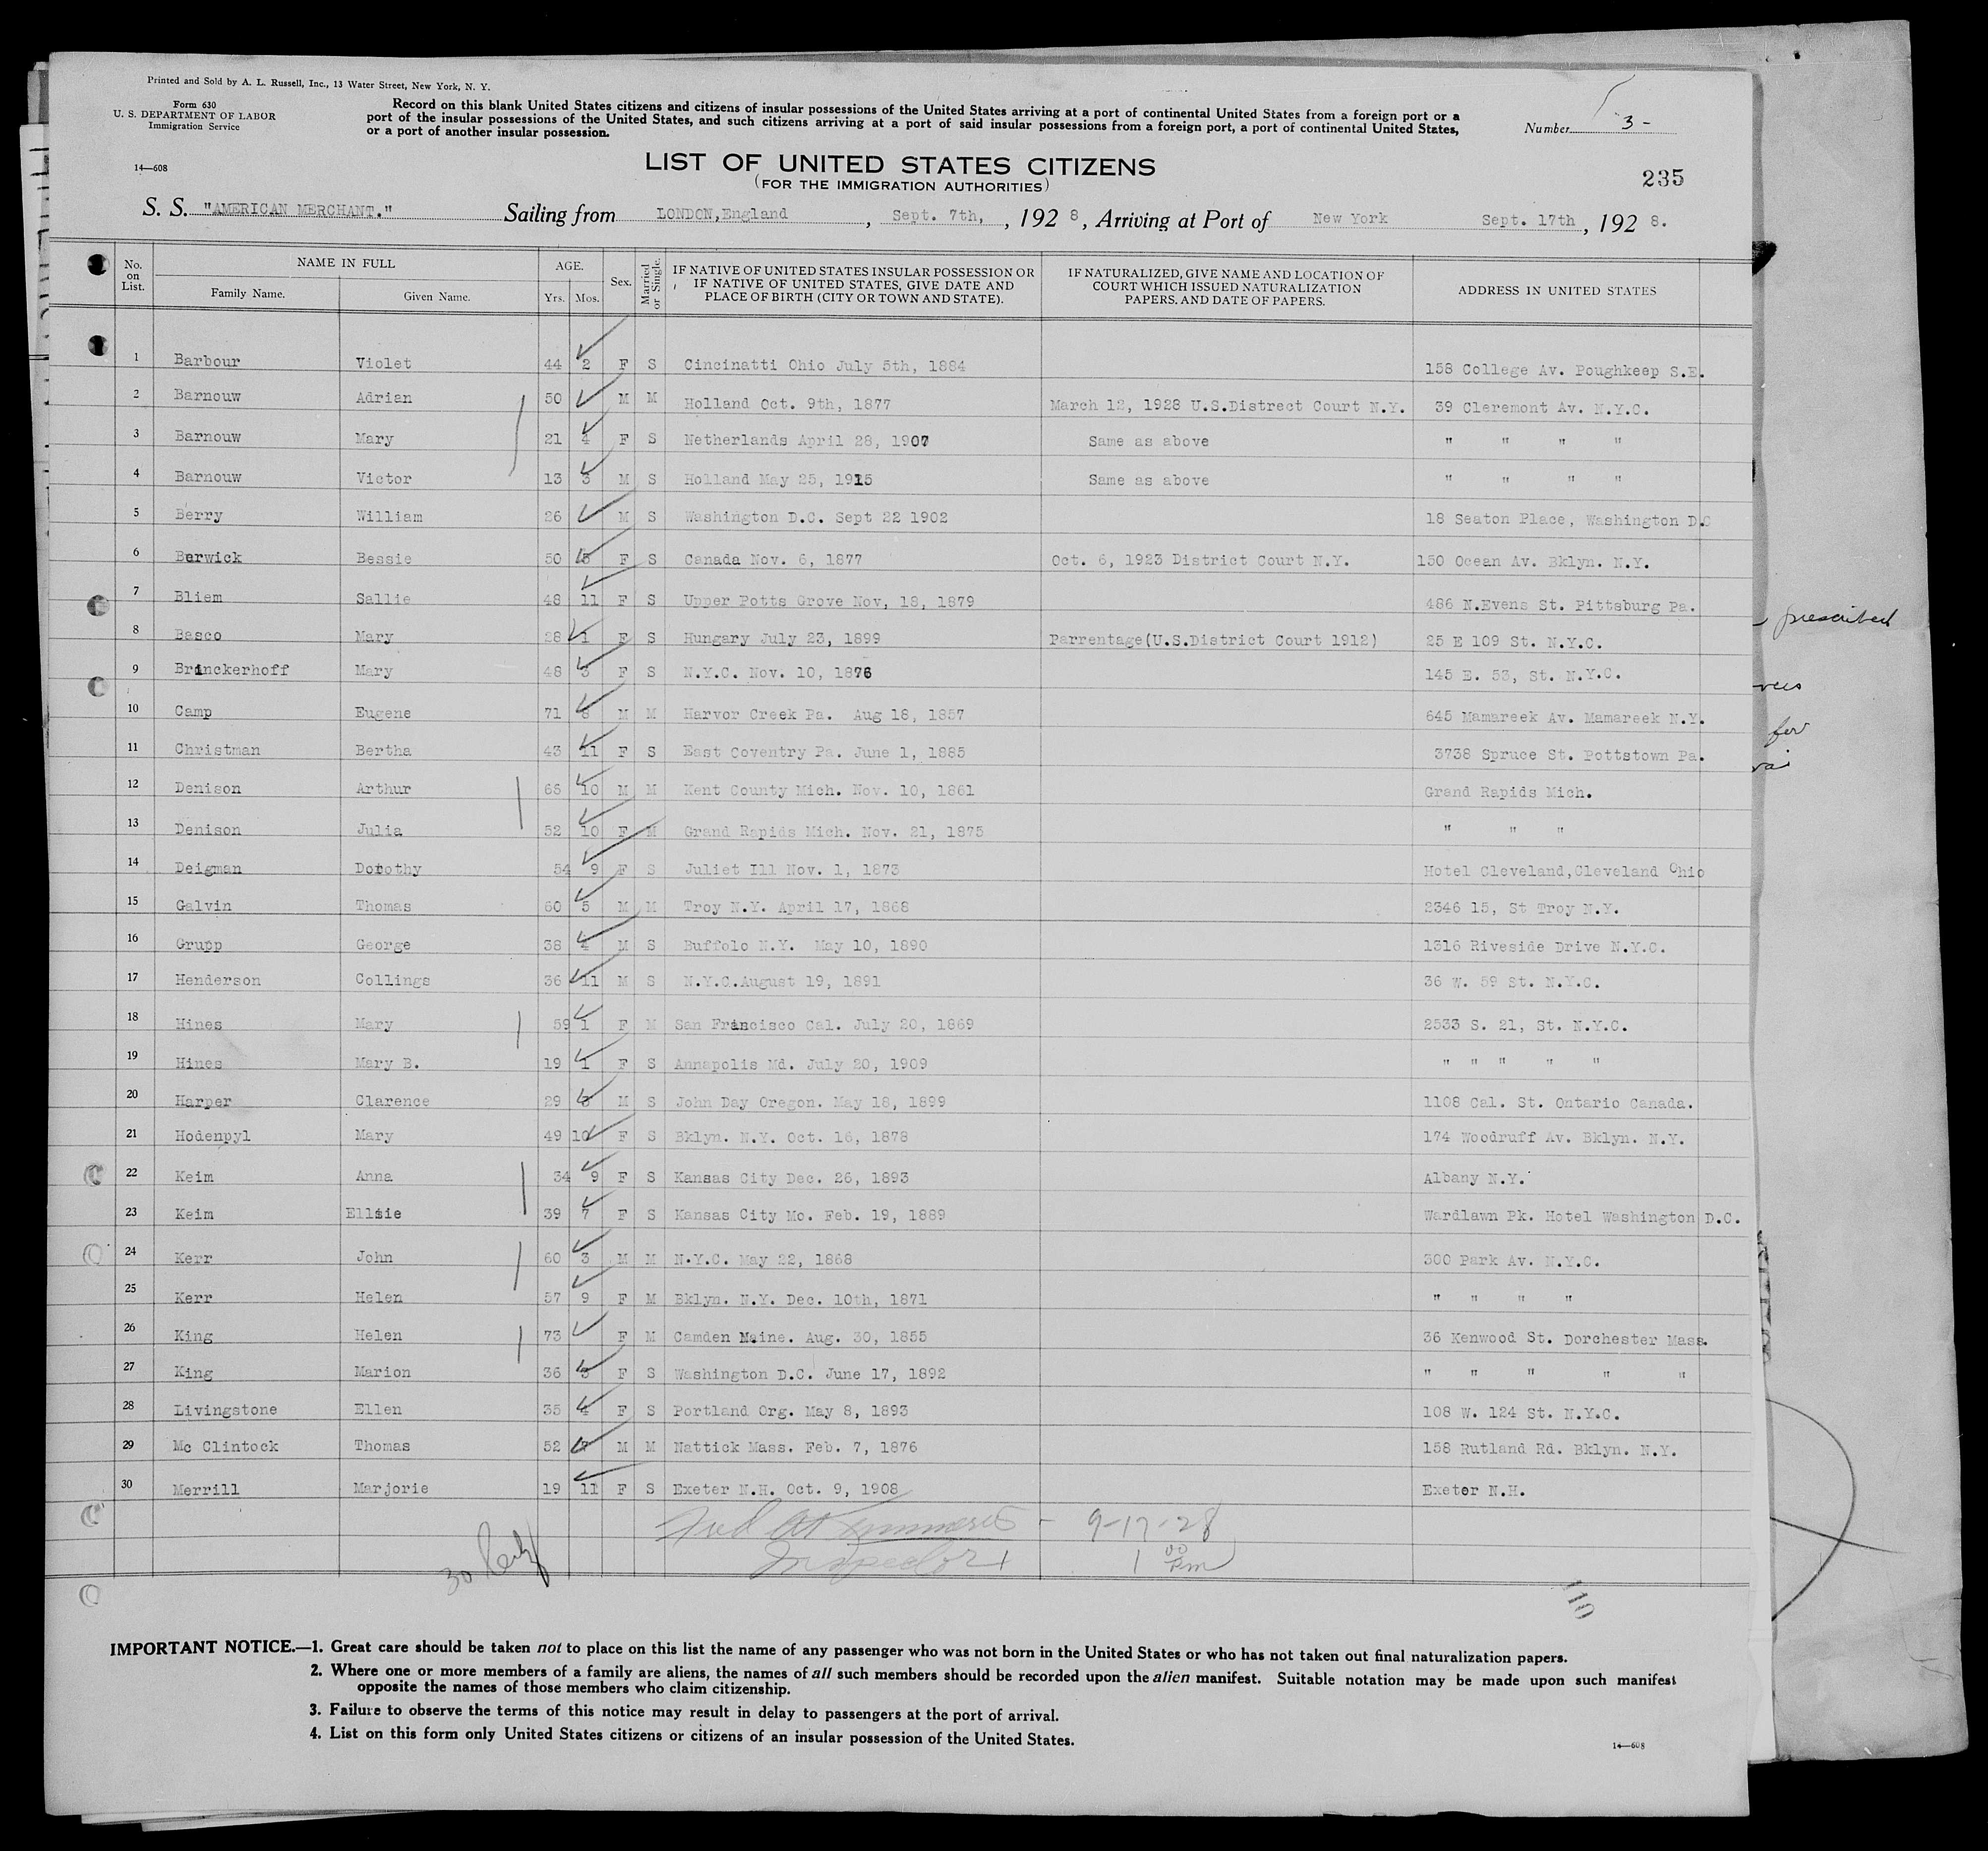 Printed and Sold by A. L. Russell, Inc., 13 Water Street, New York, N. Y.
Form 630
U. S. DEPARTMENT OF LABOR
Immigration Service
14—608
Record on this blank United States citizens and citizens of insular possessions of the United States arriving at a port of continental United States from a foreign port or a
port of the insular possessions of the United States, and such citizens arriving at a port of said insular possessions from a foreign port, a port of continental United States,
or a port of another insular possession.
Number 3 -
LIST OF UNITED STATES CITIZENS
(FOR THE IMMIGRATION AUTHORITIES)
235
S. S. "AMERICAN MERCHANT." Sailing from LONDON,England, Sept. 7th, , 192 8, Arriving at Port of New York Sept. 17th, 192 8.
No. on List. NAME IN FULL Family Name. Given Name. AGE. Yrs. Mos. Sex. Married or Single. IF NATIVE OF UNITED STATES INSULAR POSSESSION OR IF NATIVE OF UNITED STATES, GIVE DATE AND PLACE OF BIRTH (CITY OR TOWN AND STATE). IF NATURALIZED, GIVE NAME AND LOCATION OF COURT WHICH ISSUED NATURALIZATION PAPERS, AND DATE OF PAPERS. ADDRESS IN UNITED STATES
1 Barbour Violet 44 2 F S Cincinatti Ohio July 5th, 1884 158 College Av. Poughkeep S.E.
2 Barnouw Adrian 50 M M Holland Oct. 9th, 1877 March 12, 1928 U.S.Distrect Court N.Y. 39 Cleremont Av. N.Y.C.
3 Barnouw Mary 21 4 F S Netherlands April 28, 1907 Same as above " " " "
4 Barnouw Victor 13 3 M S Holland May 25, 1915 Same as above " " " "
5 Berry William 26 M S Washington D.C. Sept 22 1902 18 Seaton Place, Washington D.C
6 Berwick Bessie 50 5 F S Canada Nov. 6, 1877 Oct. 6, 1923 District Court N.Y. 150 Ocean Av. Bklyn. N.Y.
7 Bliem Sallie 48 11 F S Upper Potts Grove Nov, 18, 1879 486 N.Evens St. Pittsburg Pa.
8 Basco Mary 28 1 F S Hungary July 23, 1899 Parrentage(U.S.District Court 1912) 25 E 109 St. N.Y.C.
9 Brinckerhoff Mary 48 3 F S N.Y.C. Nov. 10, 1876 145 E. 53, St. N.Y.C.
10 Camp Eugene 71 8 M M Harvor Creek Pa. Aug 18, 1857 645 Mamareek Av. Mamareek N.Y.
11 Christman Bertha 43 11 F S East Coventry Pa. June 1, 1885 3738 Spruce St. Pottstown Pa.
12 Denison Arthur 66 10 M M Kent County Mich. Nov. 10, 1861 Grand Rapids Mich.
13 Denison Julia 52 10 F M Grand Rapids Mich. Nov. 21, 1875 " " "
14 Deigman Dorothy 54 9 F S Juliet Ill Nov. 1, 1873 Hotel Cleveland,Cleveland Ohio
15 Galvin Thomas 60 5 M M Troy N.Y. April 17, 1868 2346 15, St Troy N.Y.
16 Grupp George 38 4 M S Buffolo N.Y. May 10, 1890 1316 Riveside Drive N.Y.C.
17 Henderson Collings 36 11 M S N.Y.C.August 19, 1891 36 W. 59 St. N.Y.C.
18 Hines Mary 59 1 F M San Francisco Cal. July 20, 1869 2533 S. 21, St. N.Y.C.
19 Hines Mary B. 19 1 F S Annapolis Md. July 20, 1909 " " " " "
20 Harper Clarence 29 3 M S John Day Oregon. May 18, 1899 1108 Cal. St. Ontario Canada.
21 Hodenpyl Mary 49 10 F S Bklyn. N.Y. Oct. 16, 1878 174 Woodruff Av. Bklyn. N.Y.
22 Keim Anna 34 9 F S Kansas City Dec. 26, 1893 Albany N.Y.
23 Keim Ellsie 39 7 F S Kansas City Mo. Feb. 19, 1889 Wardlawn Pk. Hotel Washington D.C.
24 Kerr John 60 3 M M N.Y.C. May 22, 1868 300 Park Av. N.Y.C.
25 Kerr Helen 57 9 F M Bklyn. N.Y. Dec. 10th, 1871 " " " "
26 King Helen 73 F M Camden Maine. Aug. 30, 1855 36 Kenwood St. Dorchester Mass.
27 King Marion 36 3 F S Washington D.C. June 17, 1892 " " " " "
28 Livingstone Ellen 35 4 F S Portland Org. May 8, 1893 108 W. 124 St. N.Y.C.
29 Mc Clintock Thomas 52 7 M M Nattick Mass. Feb. 7, 1876 158 Rutland Rd. Bklyn. N.Y.
30 Merrill Marjorie 19 11 F S Exeter N.H. Oct. 9, 1908 Exeter N.H.
9-17-28
Inspector 1 00 Pm
30
110
IMPORTANT NOTICE.—1. Great care should be taken not to place on this list the name of any passenger who was not born in the United States or who has not taken out final naturalization papers.
2. Where one or more members of a family are aliens, the names of all such members should be recorded upon the alien manifest. Suitable notation may be made upon such manifest
opposite the names of those members who claim citizenship.
3. Failure to observe the terms of this notice may result in delay to passengers at the port of arrival.
4. List on this form only United States citizens or citizens of an insular possession of the United States.
14—608
prescribed
for